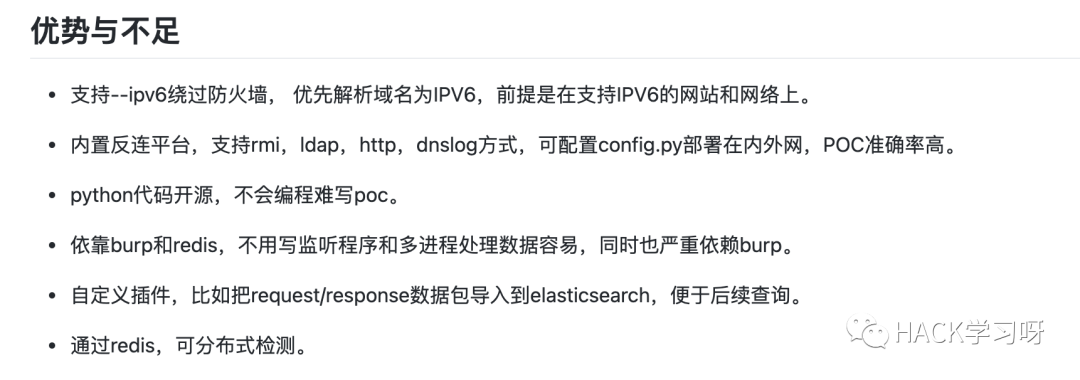 优势与不足
支持--ipv6绕过防火墙， 优先解析域名为IPV6，前提是在支持IPV6的网站和网络上。
内置反连平台，支持rmi，ldap，http，dnslog方式，可配置config.py部署在内外网，POC准确率高。
python代码开源，不会编程难写poc。
依靠burp和redis，不用写监听程序和多进程处理数据容易，同时也严重依赖burp。
自定义插件，比如把request/response数据包导入到elasticsearch，便于后续查询。
通过redis，可分布式检测。
HACK学习呀